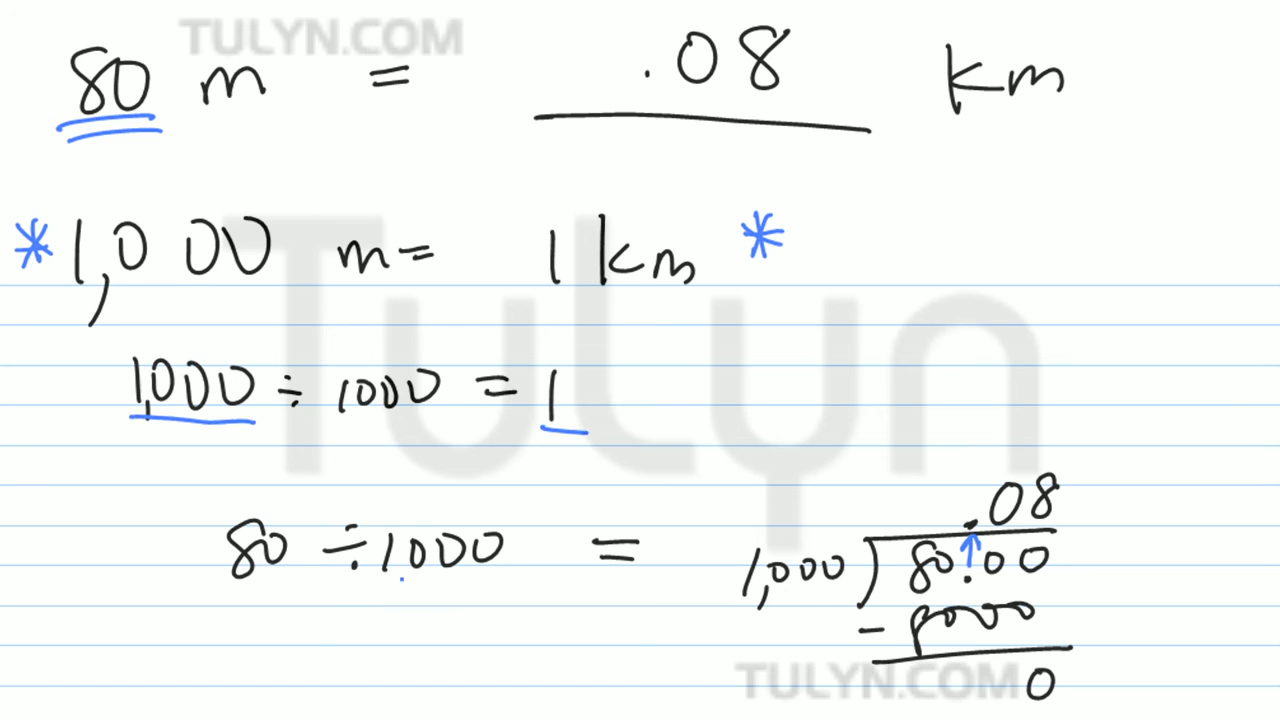 TULYN.COM
80 m = .08 km
*1,000 m = 1 km *
Tulyn
1,000 ÷ 1000 = 1
.08
80 ÷ 1.000 = 1,000 ) 80.00
- 8000
0
TULYN.COM